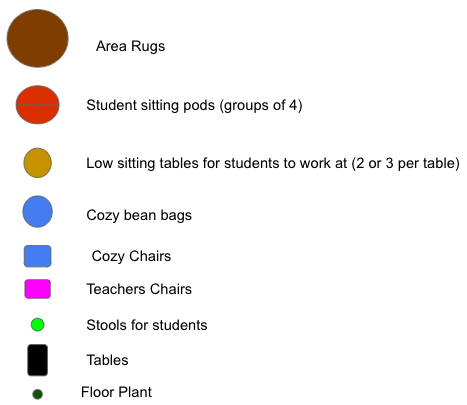 Area Rugs
Student sitting pods (groups of 4)
Low sitting tables for students to work at (2 or 3 per table)
Cozy bean bags
Cozy Chairs
Teachers Chairs
Stools for students
Tables
Floor Plant